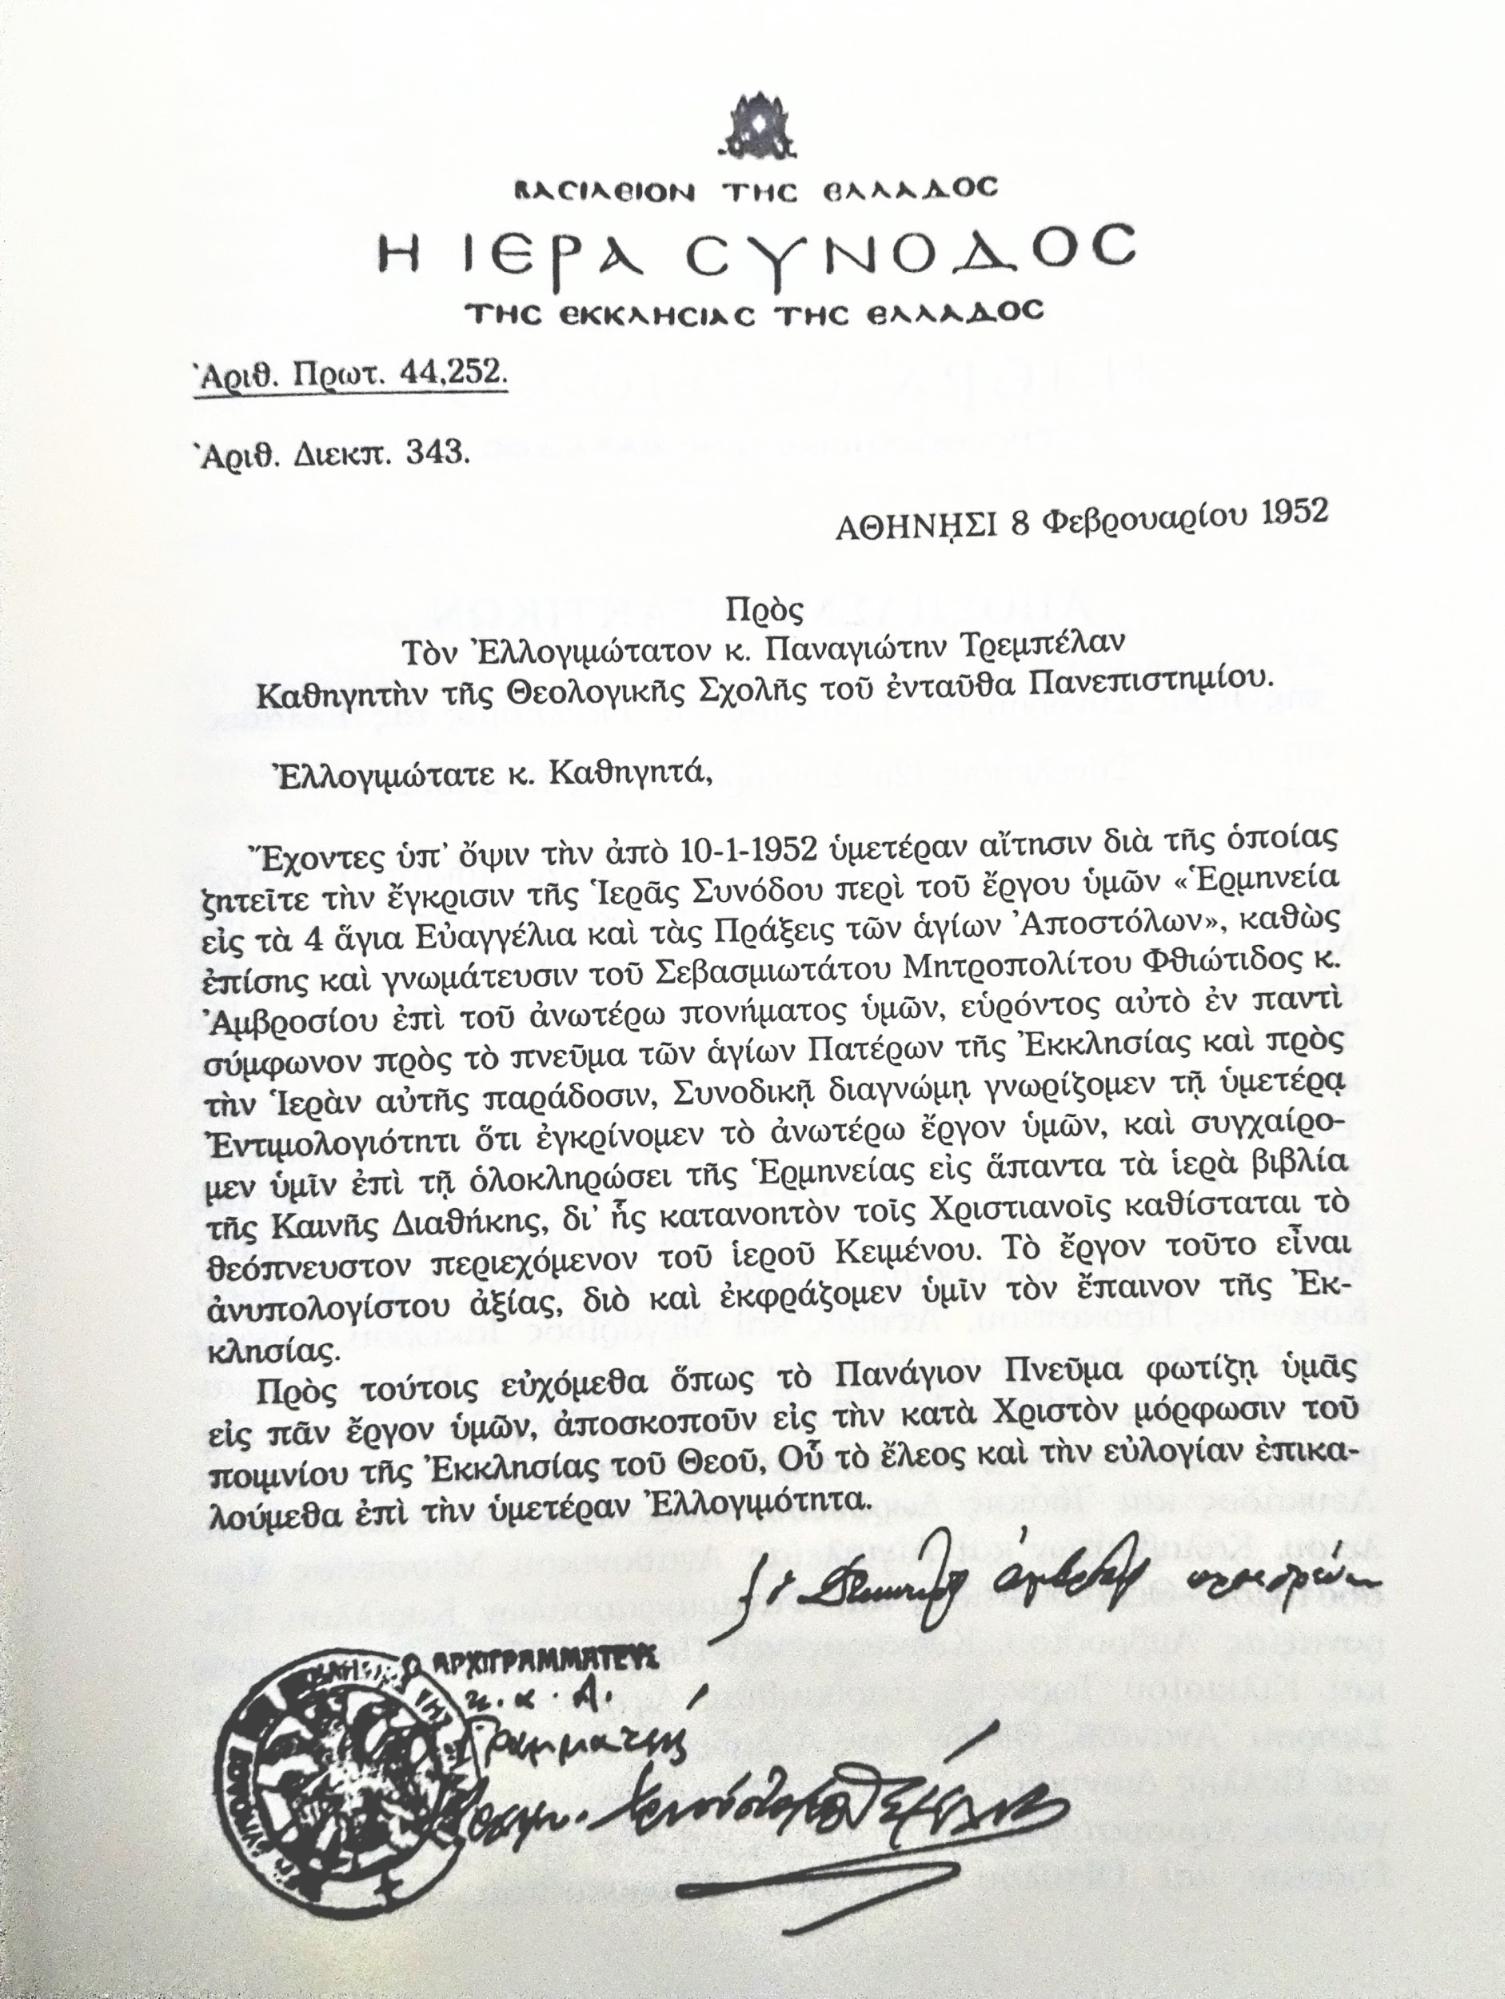 ΒΑCΙΛΕΙΟΝ ΤΗC ΕΛΛΑΔΟC
Η ΙΕΡΑ CΥΝΟΔΟC
ΤΗC ΕΚΚΛΗCΙΑC ΤΗC ΕΛΛΑΔΟC
Ἀριθ. Πρωτ. 44,252.
Ἀριθ. Διεκπ. 343.
ΑΘΗΝΗΣΙ 8 Φεβρουαρίου 1952
Πρὸς
Τὸν Ἐλλογιμώτατον κ. Παναγιώτην Τρεμπέλαν
Καθηγητὴν τῆς Θεολογικῆς Σχολῆς τοῦ ἐνταῦθα Πανεπιστημίου.
Ἐλλογιμώτατε κ. Καθηγητά,
Ἔχοντες ὑπ' ὄψιν τὴν ἀπὸ 10-1-1952 ὑμετέραν αἴτησιν διὰ τῆς ὁποίας
ζητεῖτε τὴν ἔγκρισιν τῆς Ἱερᾶς Συνόδου περὶ τοῦ ἔργου ὑμῶν «Ἑρμηνεία
εἰς τὰ 4 ἅγια Εὐαγγέλια καὶ τὰς Πράξεις τῶν ἁγίων Ἀποστόλων», καθὼς
ἐπίσης καὶ γνωμάτευσιν τοῦ Σεβασμιωτάτου Μητροπολίτου Φθιώτιδος κ.
Ἀμβροσίου ἐπὶ τοῦ ἀνωτέρω πονήματος ὑμῶν, εὑρόντος αὐτὸ ἐν παντὶ
σύμφωνον πρὸς τὸ πνεῦμα τῶν ἁγίων Πατέρων τῆς Ἐκκλησίας καὶ πρὸς
τὴν Ἱερὰν αὐτῆς παράδοσιν, Συνοδικῇ διαγνώμῃ γνωρίζομεν τῇ ὑμετέρᾳ
Ἐντιμολογιότητι ὅτι ἐγκρίνομεν τὸ ἀνωτέρω ἔργον ὑμῶν, καὶ συγχαίρο-
μεν ὑμῖν ἐπὶ τῇ ὁλοκληρώσει τῆς Ἑρμηνείας εἰς ἅπαντα τὰ ἱερὰ βιβλία
τῆς Καινῆς Διαθήκης, δι' ἧς κατανοητὸν τοῖς Χριστιανοῖς καθίσταται τὸ
θεόπνευστον περιεχόμενον τοῦ ἱεροῦ Κειμένου. Τὸ ἔργον τοῦτο εἶναι
ἀνυπολογίστου ἀξίας, διὸ καὶ ἐκφράζομεν ὑμῖν τὸν ἔπαινον τῆς Ἐκ-
κλησίας.
Πρὸς τούτοις εὐχόμεθα ὅπως τὸ Πανάγιον Πνεῦμα φωτίζῃ ὑμᾶς
εἰς πᾶν ἔργον ὑμῶν, ἀποσκοποῦν εἰς τὴν κατὰ Χριστὸν μόρφωσιν τοῦ
ποιμνίου τῆς Ἐκκλησίας τοῦ Θεοῦ, Οὗ τὸ ἔλεος καὶ τὴν εὐλογίαν ἐπικα-
λούμεθα ἐπὶ τὴν ὑμετέραν Ἐλλογιμότητα.
Ο ΑΡΧΙΓΡΑΜΜΑΤΕΥΣ
κ.α.Α.
Γραμματεύς